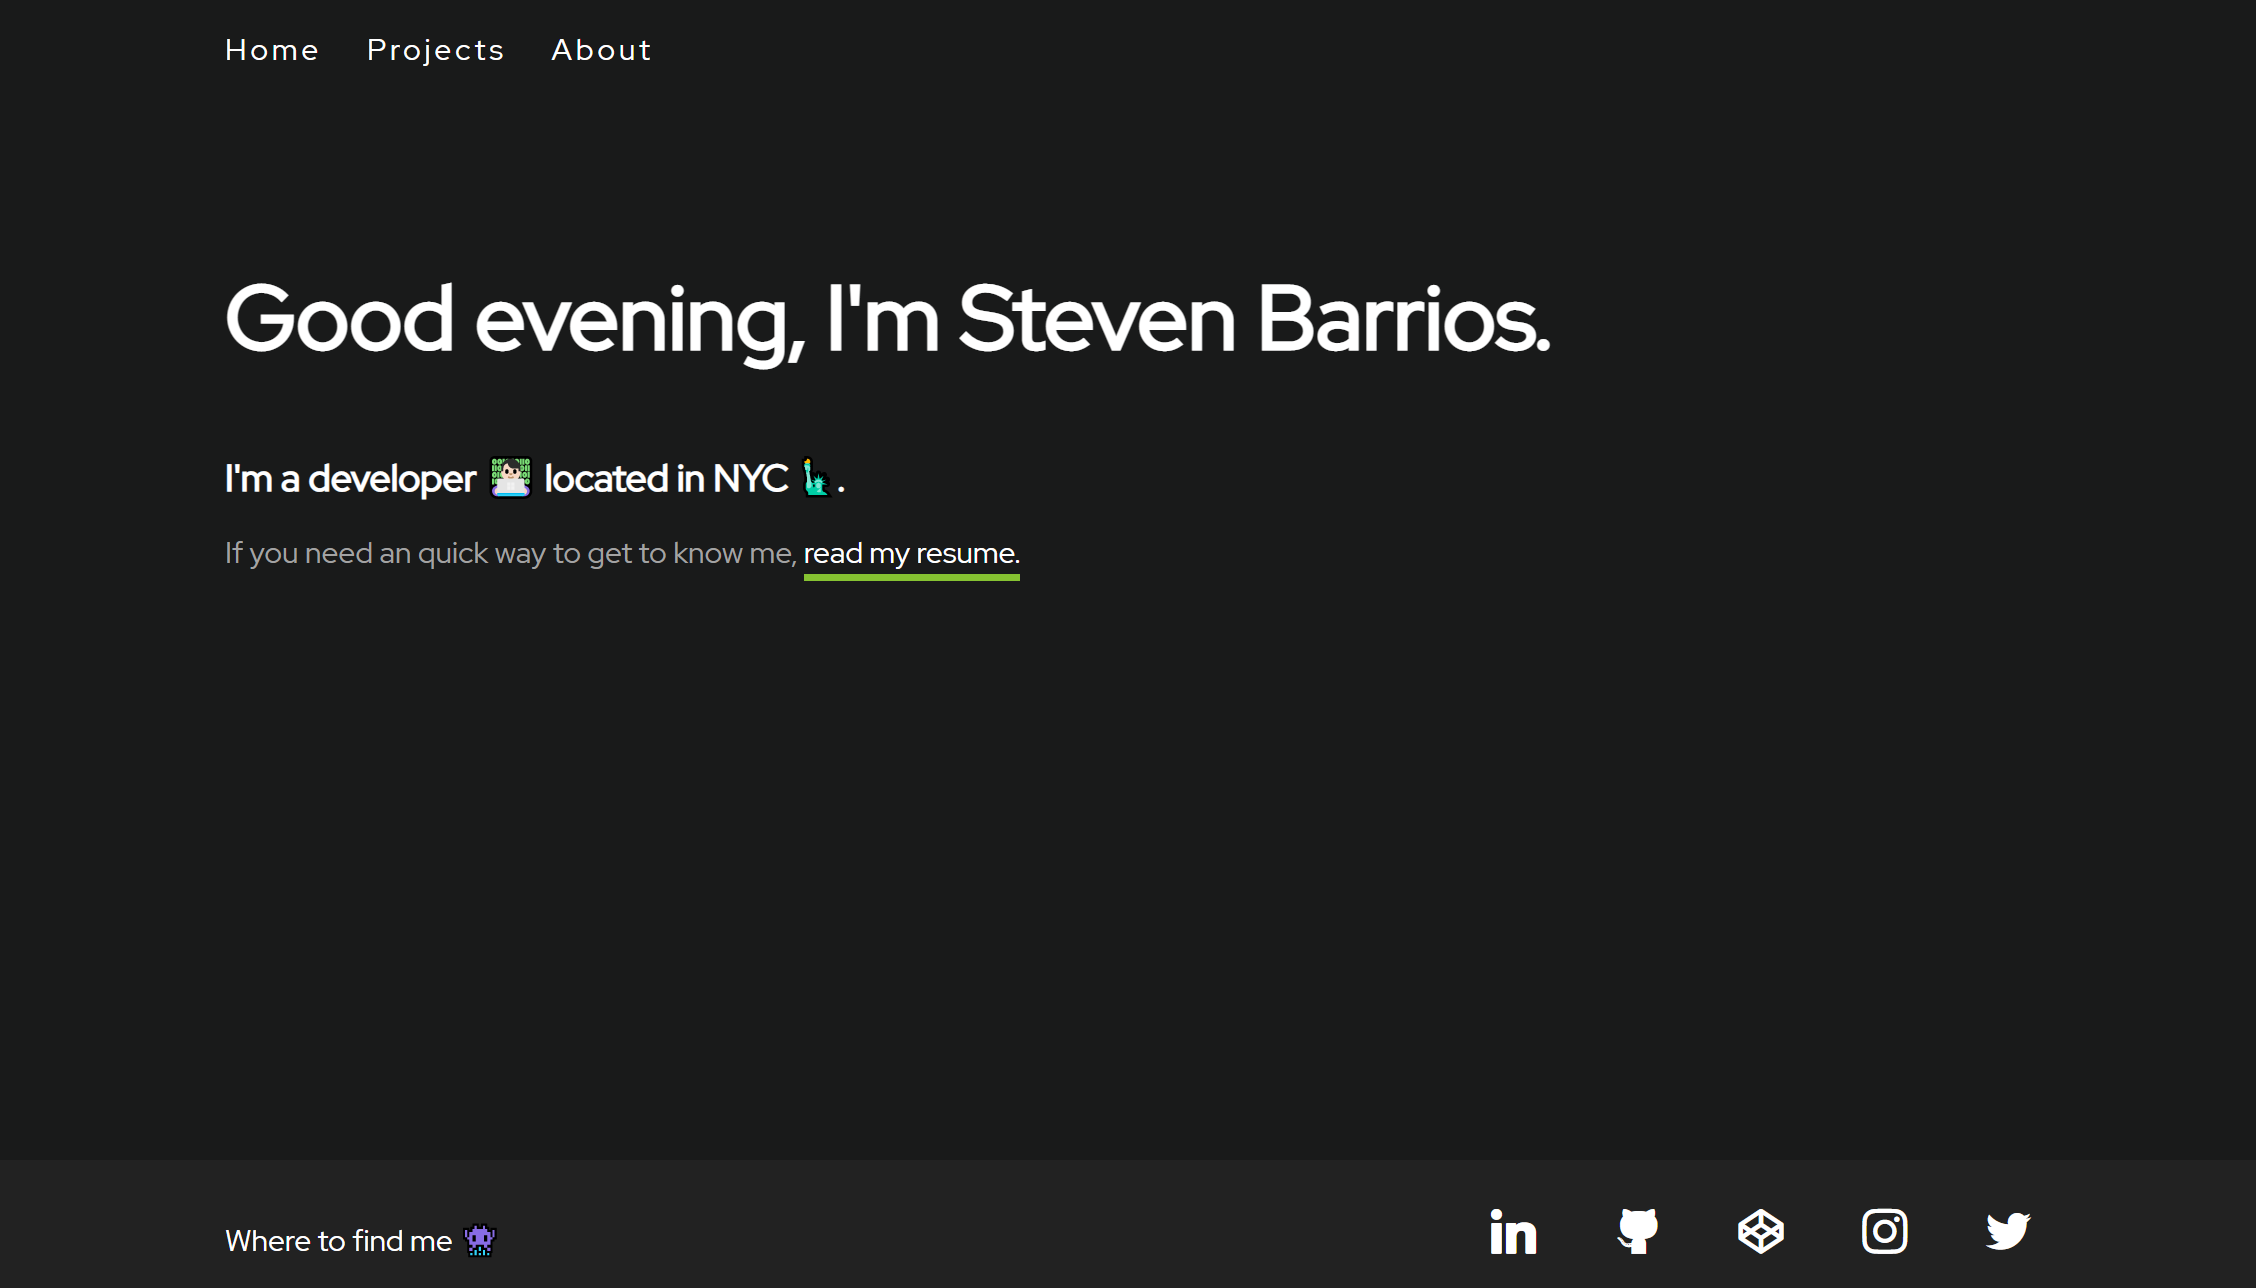 Home Projects About
Good evening, I'm Steven Barrios.
I'm a developer 👨🏻‍💻 located in NYC 🗽.
If you need an quick way to get to know me, read my resume.
Where to find me 👾
in